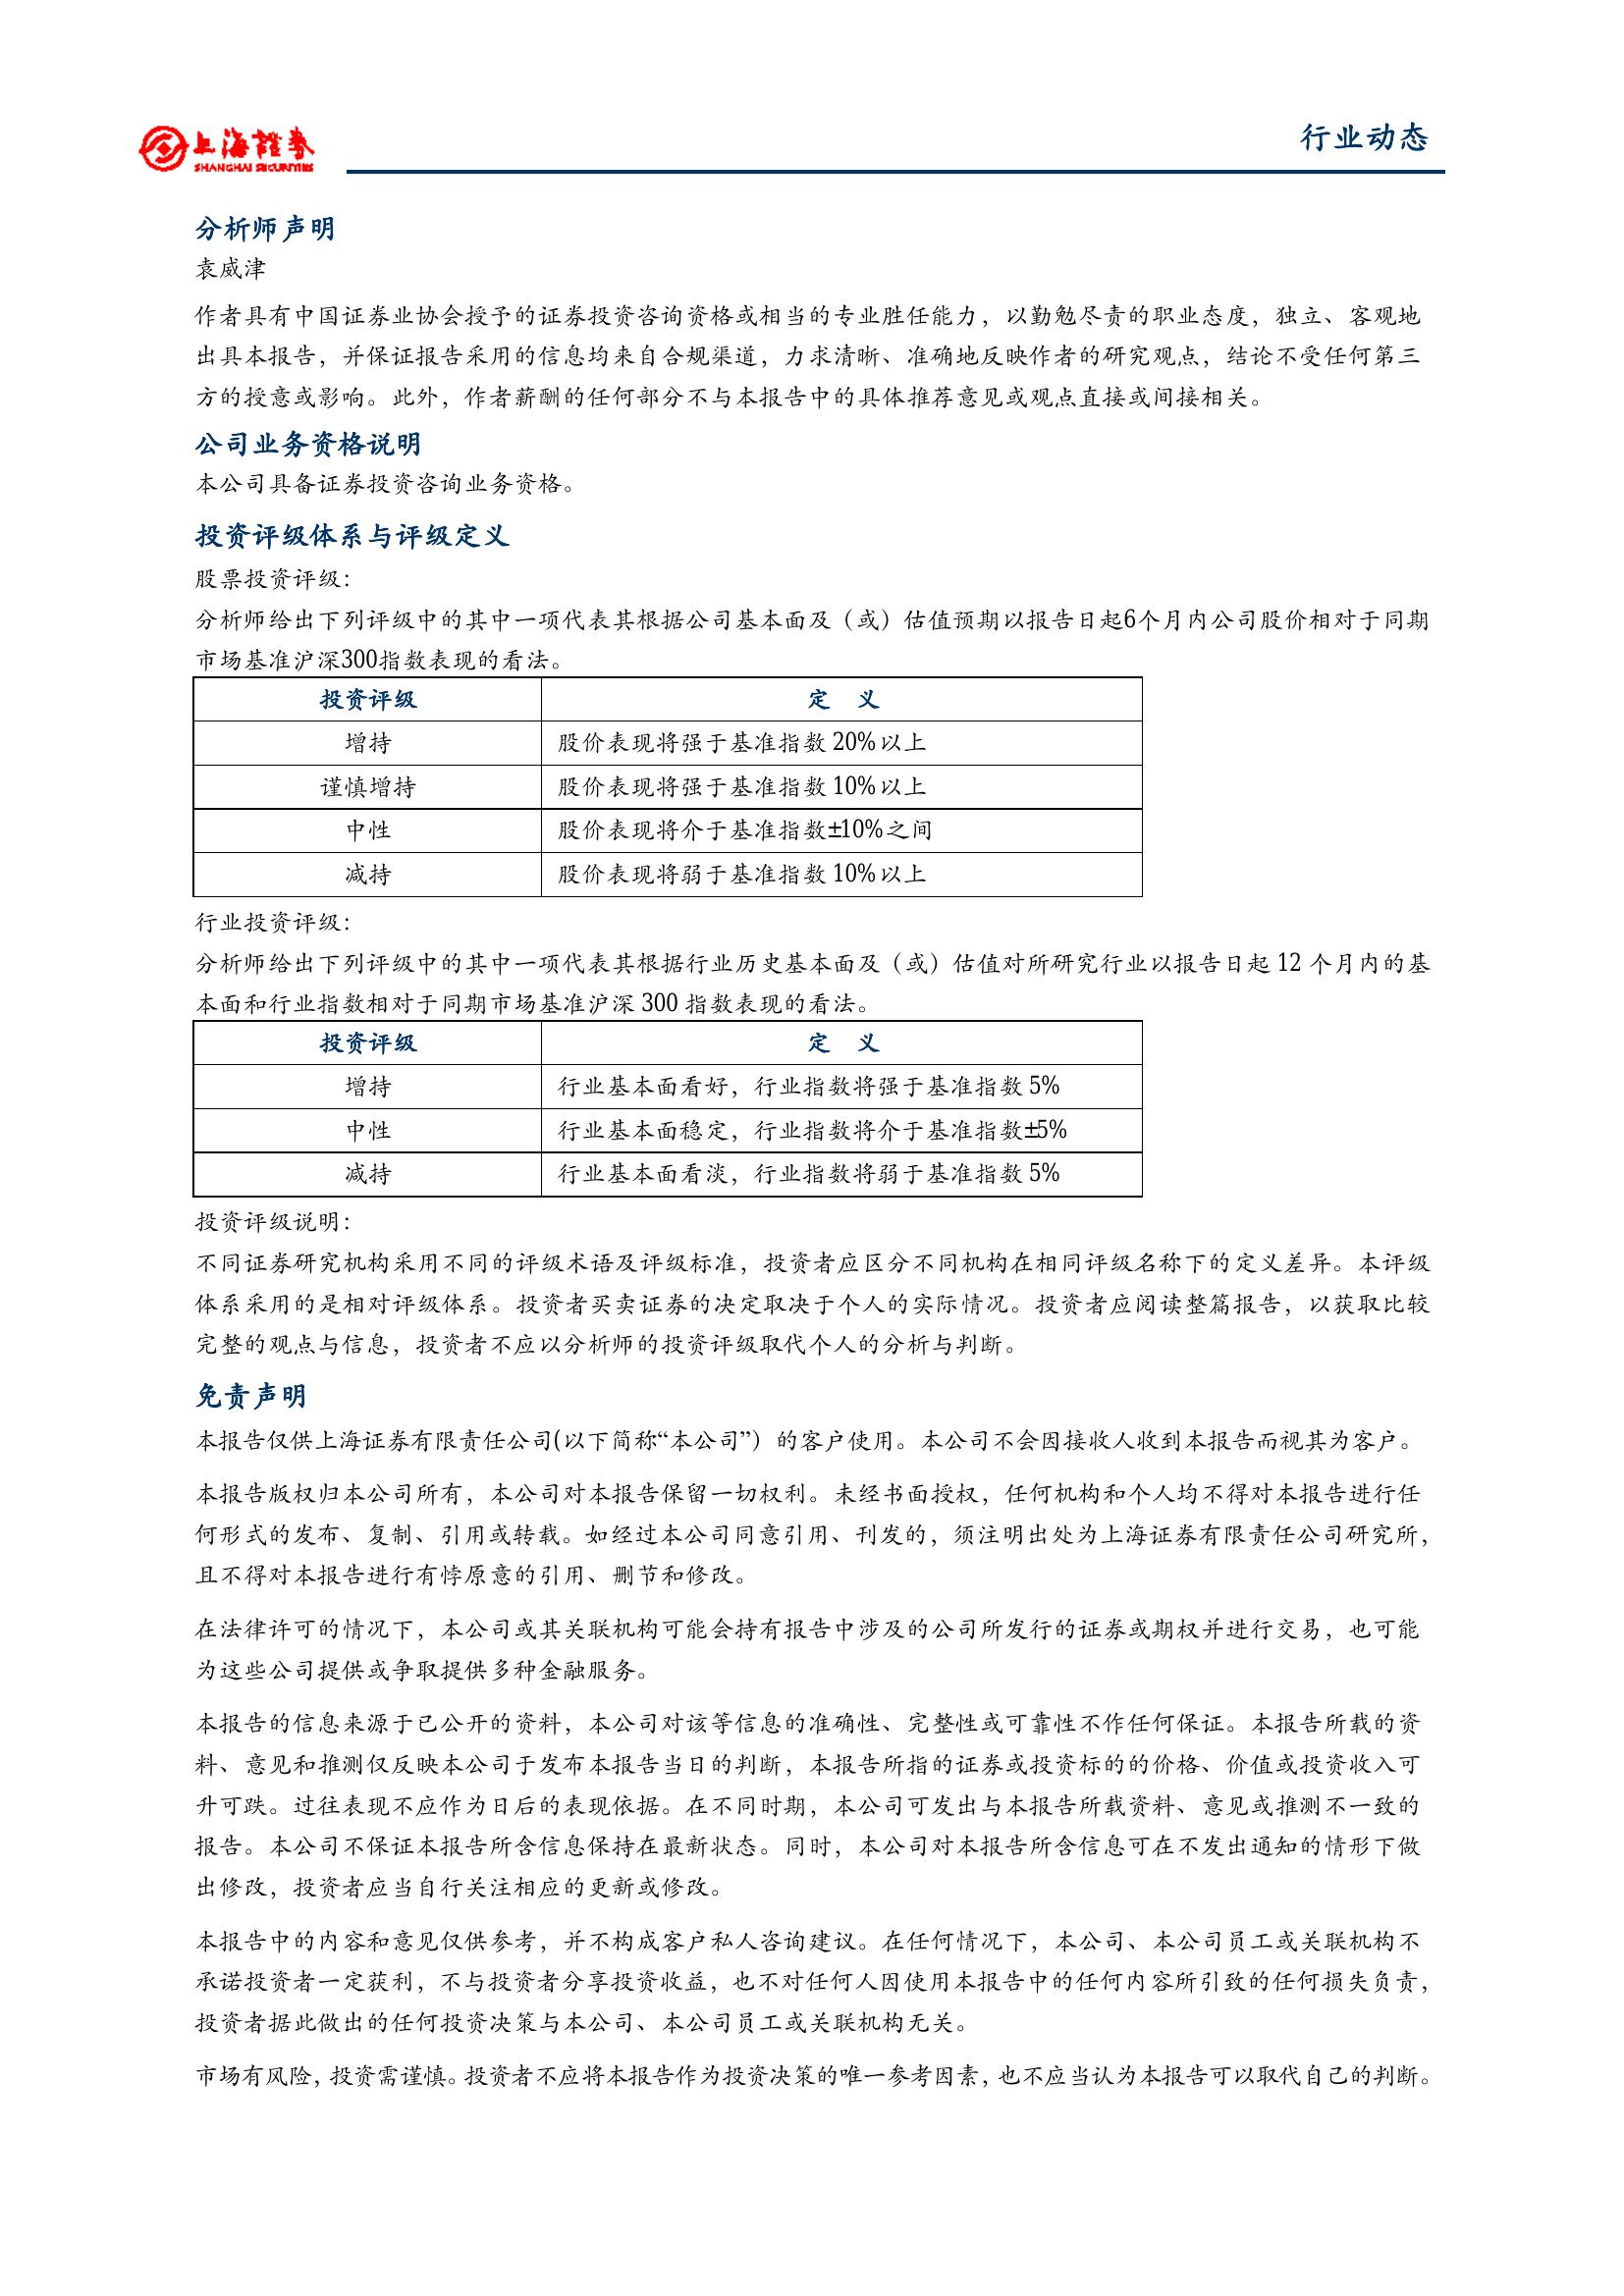 上海證券
SHANGHAI SECURITIES
行业动态
分析师声明
袁威津
作者具有中国证券业协会授予的证券投资咨询资格或相当的专业胜任能力，以勤勉尽责的职业态度，独立、客观地
出具本报告，并保证报告采用的信息均来自合规渠道，力求清晰、准确地反映作者的研究观点，结论不受任何第三
方的授意或影响。此外，作者薪酬的任何部分不与本报告中的具体推荐意见或观点直接或间接相关。
公司业务资格说明
本公司具备证券投资咨询业务资格。
投资评级体系与评级定义
股票投资评级：
分析师给出下列评级中的其中一项代表其根据公司基本面及（或）估值预期以报告日起6个月内公司股价相对于同期
市场基准沪深300指数表现的看法。
投资评级 定 义
增持 股价表现将强于基准指数 20%以上
谨慎增持 股价表现将强于基准指数 10%以上
中性 股价表现将介于基准指数±10%之间
减持 股价表现将弱于基准指数 10%以上
行业投资评级：
分析师给出下列评级中的其中一项代表其根据行业历史基本面及（或）估值对所研究行业以报告日起 12 个月内的基
本面和行业指数相对于同期市场基准沪深 300 指数表现的看法。
投资评级 定 义
增持 行业基本面看好，行业指数将强于基准指数 5%
中性 行业基本面稳定，行业指数将介于基准指数±5%
减持 行业基本面看淡，行业指数将弱于基准指数 5%
投资评级说明：
不同证券研究机构采用不同的评级术语及评级标准，投资者应区分不同机构在相同评级名称下的定义差异。本评级
体系采用的是相对评级体系。投资者买卖证券的决定取决于个人的实际情况。投资者应阅读整篇报告，以获取比较
完整的观点与信息，投资者不应以分析师的投资评级取代个人的分析与判断。
免责声明
本报告仅供上海证券有限责任公司(以下简称“本公司”）的客户使用。本公司不会因接收人收到本报告而视其为客户。
本报告版权归本公司所有，本公司对本报告保留一切权利。未经书面授权，任何机构和个人均不得对本报告进行任
何形式的发布、复制、引用或转载。如经过本公司同意引用、刊发的，须注明出处为上海证券有限责任公司研究所，
且不得对本报告进行有悖原意的引用、删节和修改。
在法律许可的情况下，本公司或其关联机构可能会持有报告中涉及的公司所发行的证券或期权并进行交易，也可能
为这些公司提供或争取提供多种金融服务。
本报告的信息来源于已公开的资料，本公司对该等信息的准确性、完整性或可靠性不作任何保证。本报告所载的资
料、意见和推测仅反映本公司于发布本报告当日的判断，本报告所指的证券或投资标的的价格、价值或投资收入可
升可跌。过往表现不应作为日后的表现依据。在不同时期，本公司可发出与本报告所载资料、意见或推测不一致的
报告。本公司不保证本报告所含信息保持在最新状态。同时，本公司对本报告所含信息可在不发出通知的情形下做
出修改，投资者应当自行关注相应的更新或修改。
本报告中的内容和意见仅供参考，并不构成客户私人咨询建议。在任何情况下，本公司、本公司员工或关联机构不
承诺投资者一定获利，不与投资者分享投资收益，也不对任何人因使用本报告中的任何内容所引致的任何损失负责，
投资者据此做出的任何投资决策与本公司、本公司员工或关联机构无关。
市场有风险，投资需谨慎。投资者不应将本报告作为投资决策的唯一参考因素，也不应当认为本报告可以取代自己的判断。